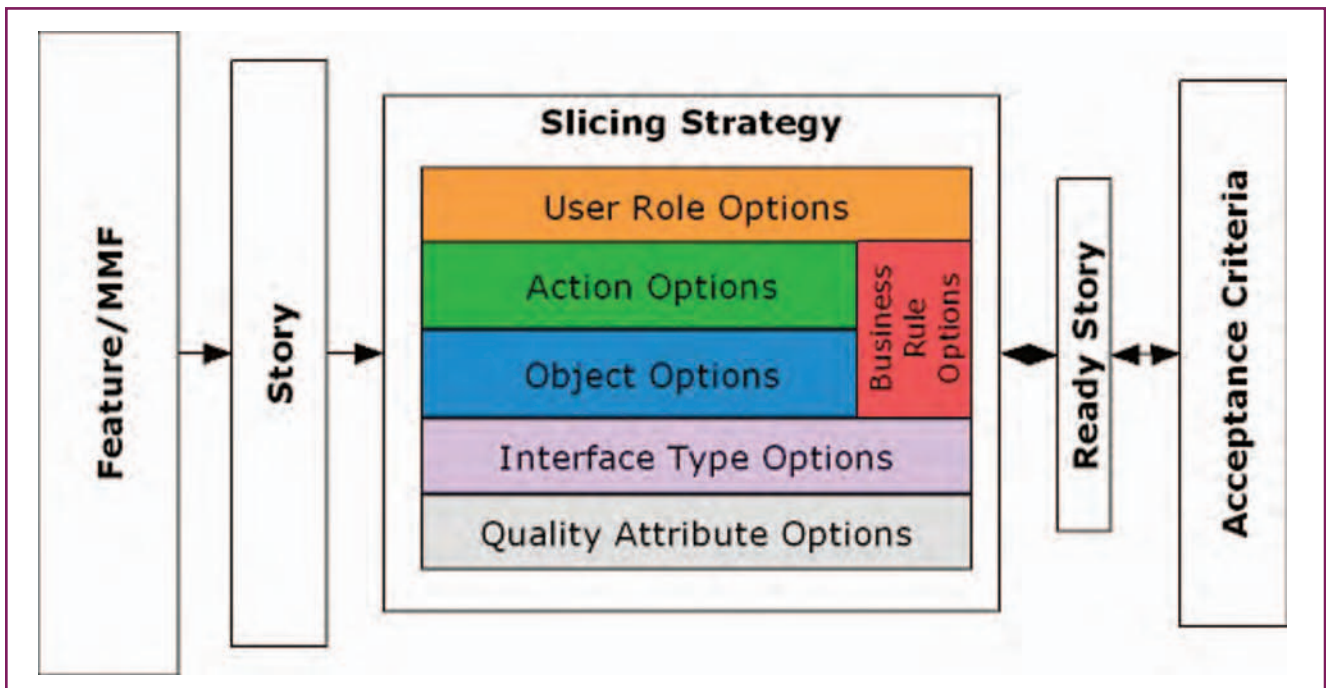 Feature/MMF
Story
Slicing Strategy
User Role Options
Action Options
Object Options
Business
Rule
Options
Interface Type Options
Quality Attribute Options
Ready Story
Acceptance Criteria